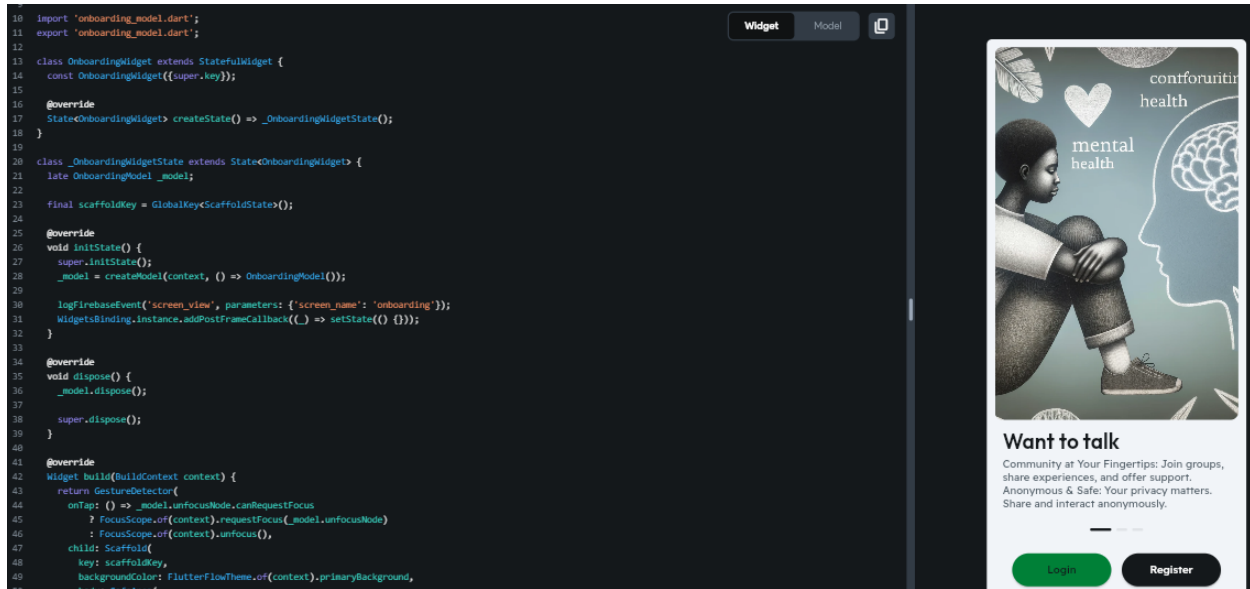 10 import 'onboarding_model.dart';
11 export 'onboarding_model.dart';
12
13 class OnboardingWidget extends StatefulWidget {
14 const OnboardingWidget({super.key});
15
16 @override
17 State<OnboardingWidget> createState() => _OnboardingWidgetState();
18 }
19
20 class _OnboardingWidgetState extends State<OnboardingWidget> {
21 late OnboardingModel _model;
22
23 final scaffoldKey = GlobalKey<ScaffoldState>();
24
25 @override
26 void initState() {
27 super.initState();
28 _model = createModel(context, () => OnboardingModel());
29
30 logFirebaseEvent('screen_view', parameters: {'screen_name': 'onboarding'});
31 WidgetsBinding.instance.addPostFrameCallback((_) => setState(() {}));
32 }
33
34 @override
35 void dispose() {
36 _model.dispose();
37
38 super.dispose();
39 }
40
41 @override
42 Widget build(BuildContext context) {
43 return GestureDetector(
44 onTap: () => _model.unfocusNode.canRequestFocus
45 ? FocusScope.of(context).requestFocus(_model.unfocusNode)
46 : FocusScope.of(context).unfocus(),
47 child: Scaffold(
48 key: scaffoldKey,
49 backgroundColor: FlutterFlowTheme.of(context).primaryBackground,
Widget Model
contforuritin
health
mental
health
Want to talk
Community at Your Fingertips: Join groups,
share experiences, and offer support.
Anonymous & Safe: Your privacy matters.
Share and interact anonymously.
Login Register